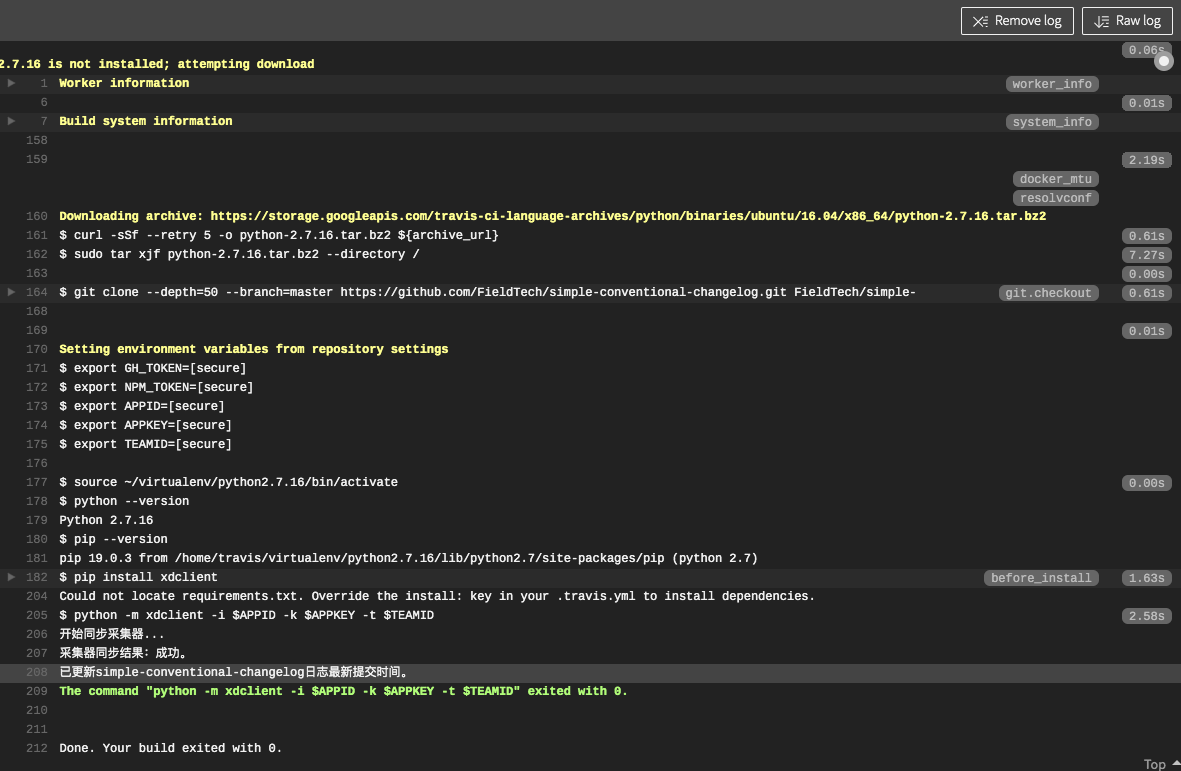 Remove log
Raw log
0.06s
2.7.16 is not installed; attempting download
1 Worker information worker_info
6 0.01s
7 Build system information system_info
158
159 2.19s
docker_mtu
resolvconf
160 Downloading archive: https://storage.googleapis.com/travis-ci-language-archives/python/binaries/ubuntu/16.04/x86_64/python-2.7.16.tar.bz2
161 $ curl -sSf --retry 5 -o python-2.7.16.tar.bz2 ${archive_url} 0.61s
162 $ sudo tar xjf python-2.7.16.tar.bz2 --directory / 7.27s
163 0.00s
164 $ git clone --depth=50 --branch=master https://github.com/FieldTech/simple-conventional-changelog.git FieldTech/simple- git.checkout 0.61s
168
169 0.01s
170 Setting environment variables from repository settings
171 $ export GH_TOKEN=[secure]
172 $ export NPM_TOKEN=[secure]
173 $ export APPID=[secure]
174 $ export APPKEY=[secure]
175 $ export TEAMID=[secure]
176
177 $ source ~/virtualenv/python2.7.16/bin/activate 0.00s
178 $ python --version
179 Python 2.7.16
180 $ pip --version
181 pip 19.0.3 from /home/travis/virtualenv/python2.7.16/lib/python2.7/site-packages/pip (python 2.7)
182 $ pip install xdclient before_install 1.63s
204 Could not locate requirements.txt. Override the install: key in your .travis.yml to install dependencies.
205 $ python -m xdclient -i $APPID -k $APPKEY -t $TEAMID 2.58s
206 开始同步采集器...
207 采集器同步结果：成功。
208 已更新simple-conventional-changelog日志最新提交时间。
209 The command "python -m xdclient -i $APPID -k $APPKEY -t $TEAMID" exited with 0.
210
211
212 Done. Your build exited with 0.
Top